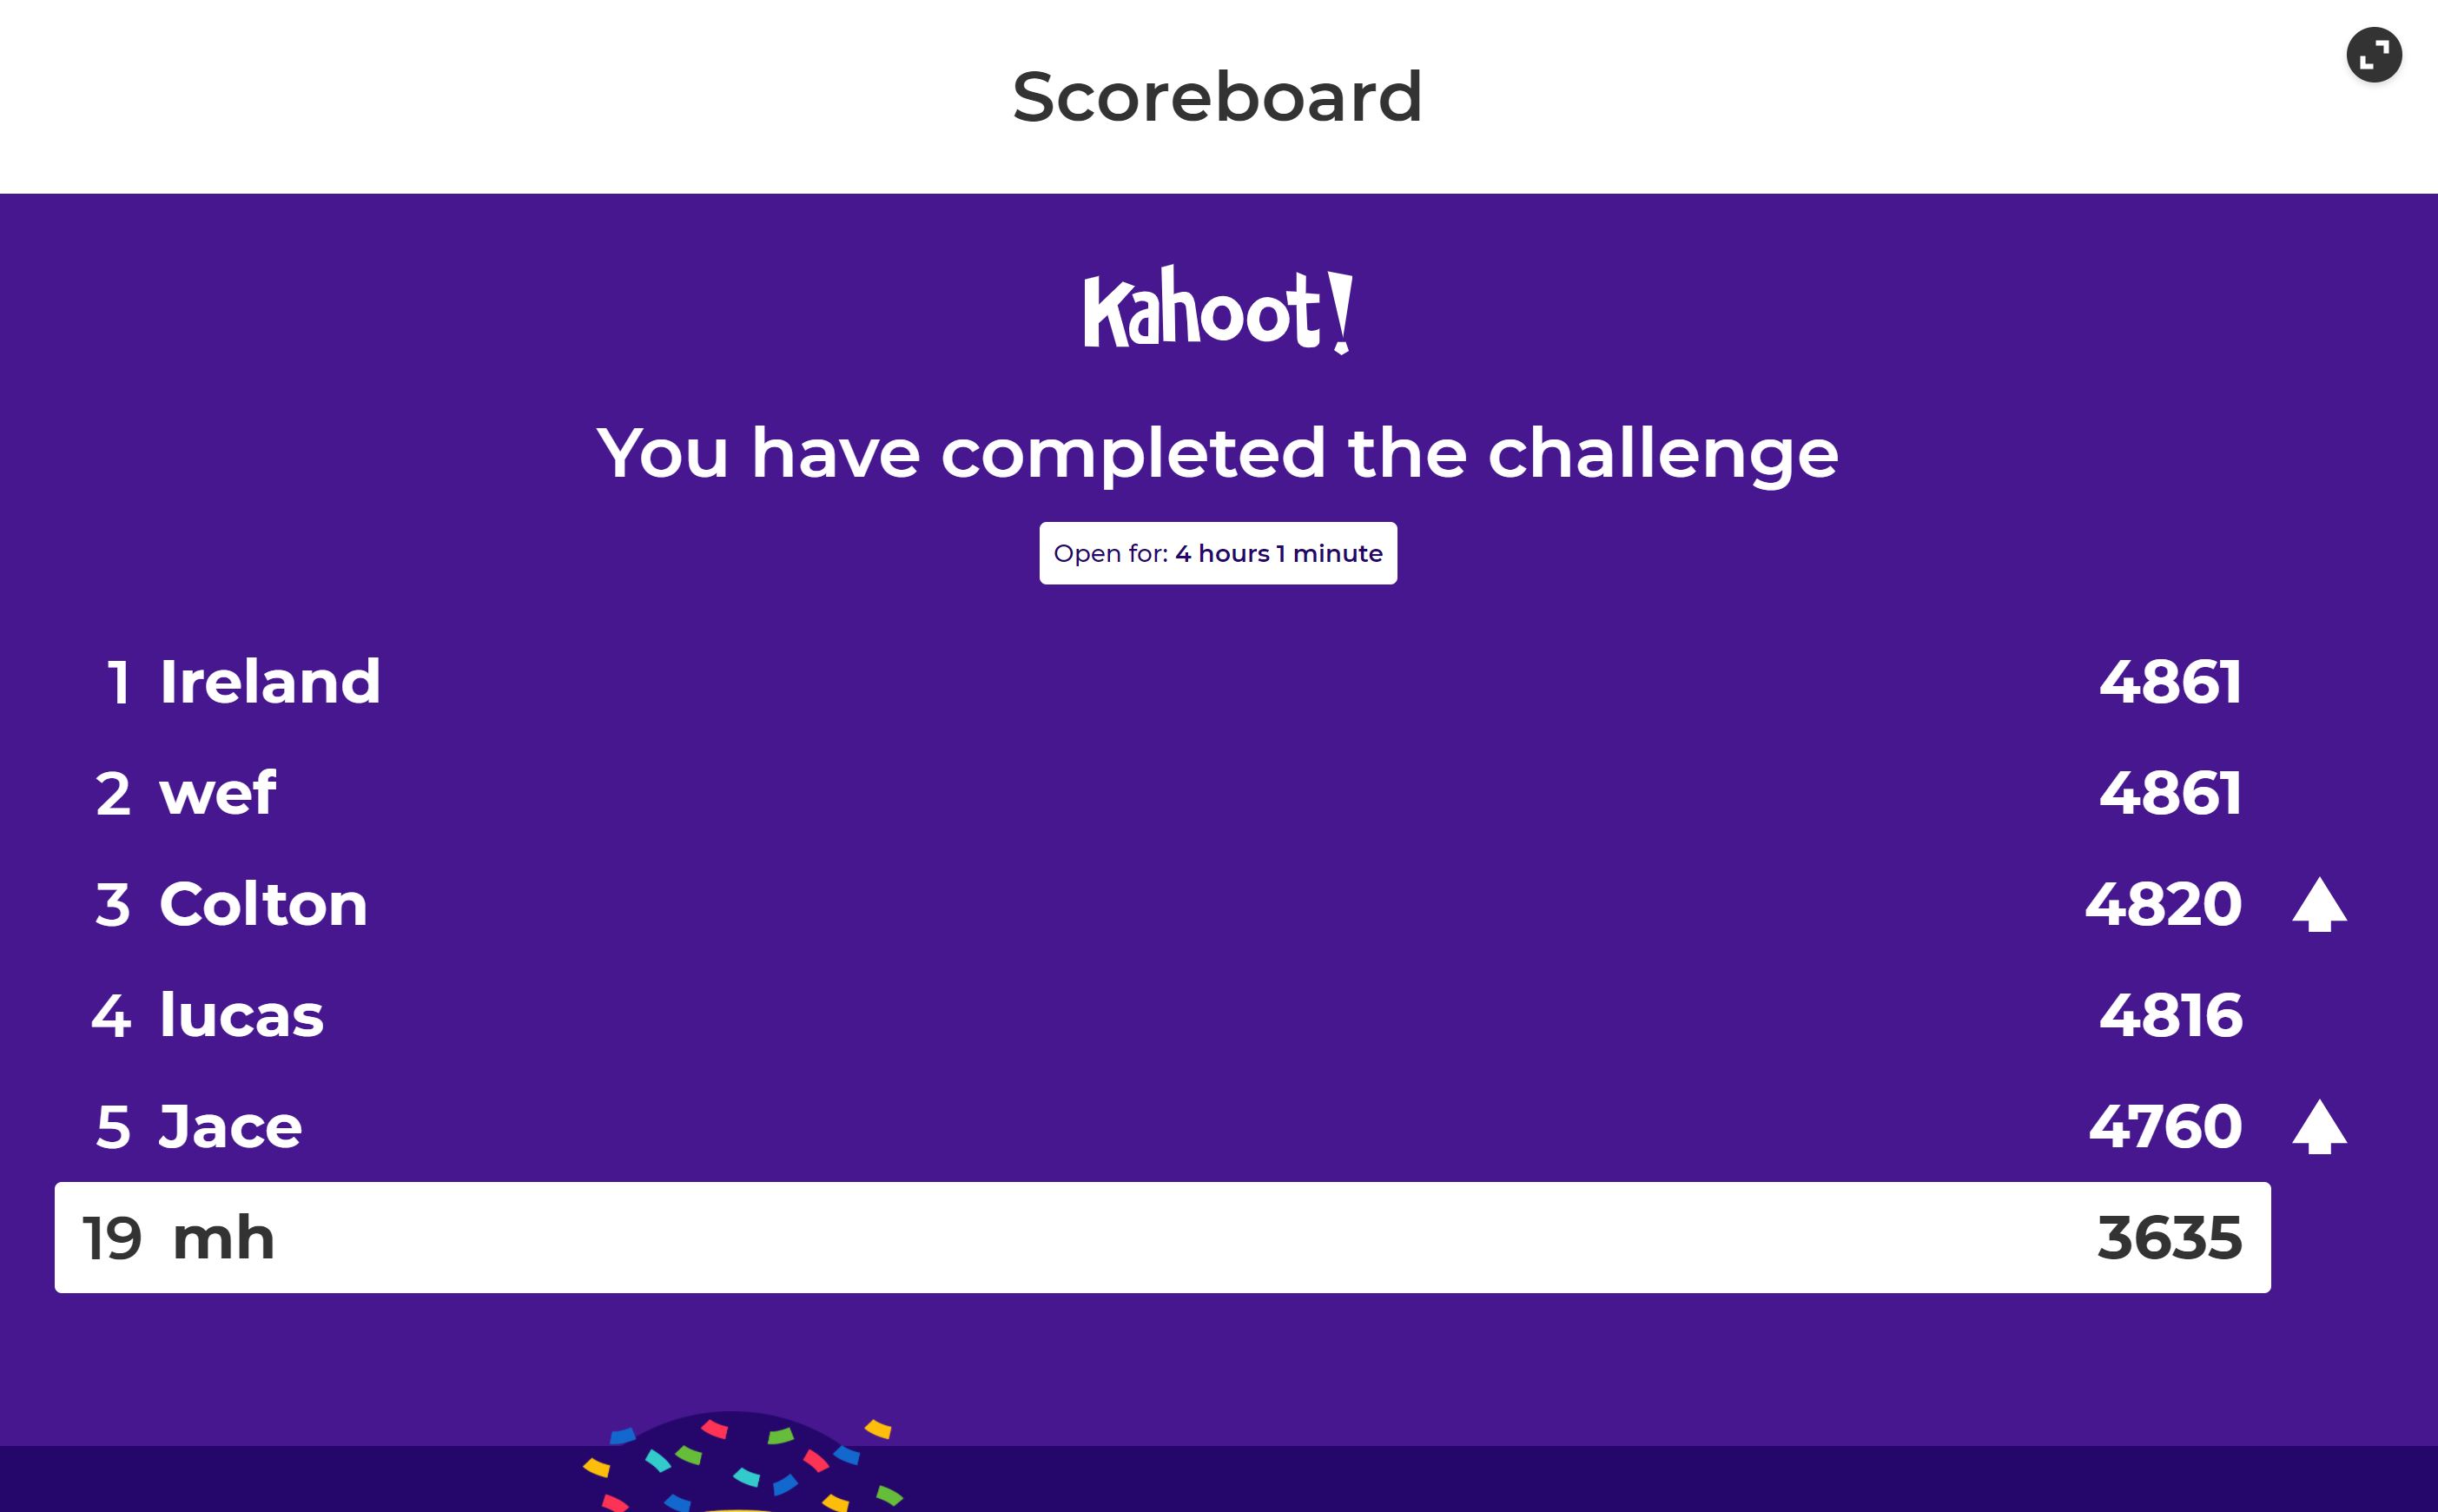 Scoreboard
Kahoot!
You have completed the challenge
Open for: 4 hours 1 minute
1 Ireland 4861
2 wef 4861
3 Colton 4820
4 lucas 4816
5 Jace 4760
19 mh 3635